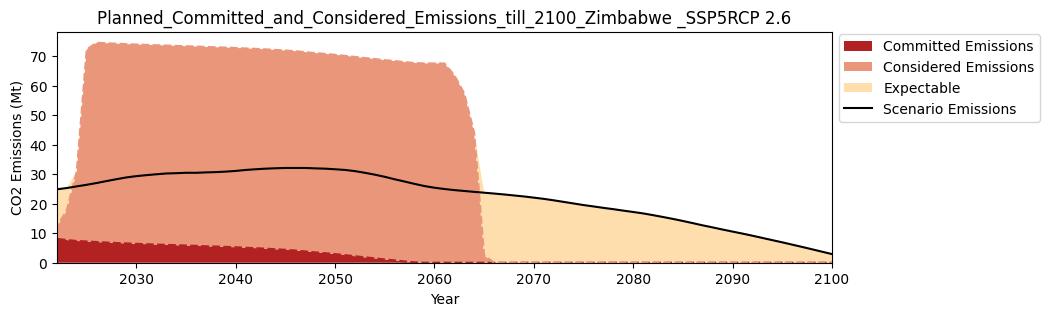 Planned_Committed_and_Considered_Emissions_till_2100_Zimbabwe _SSP5RCP 2.6
CO2 Emissions (Mt)
70
60
50
40
30
20
10
0
2030 2040 2050 2060 2070 2080 2090 2100
Year
Committed Emissions
Considered Emissions
Expectable
Scenario Emissions